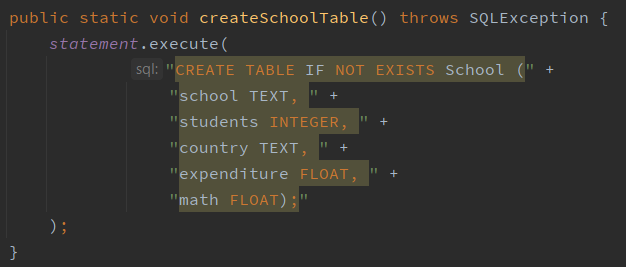 public static void createSchoolTable() throws SQLException {
statement.execute(
sql: "CREATE TABLE IF NOT EXISTS School (" +
"school TEXT, " +
"students INTEGER, " +
"country TEXT, " +
"expenditure FLOAT, " +
"math FLOAT);"
);
}